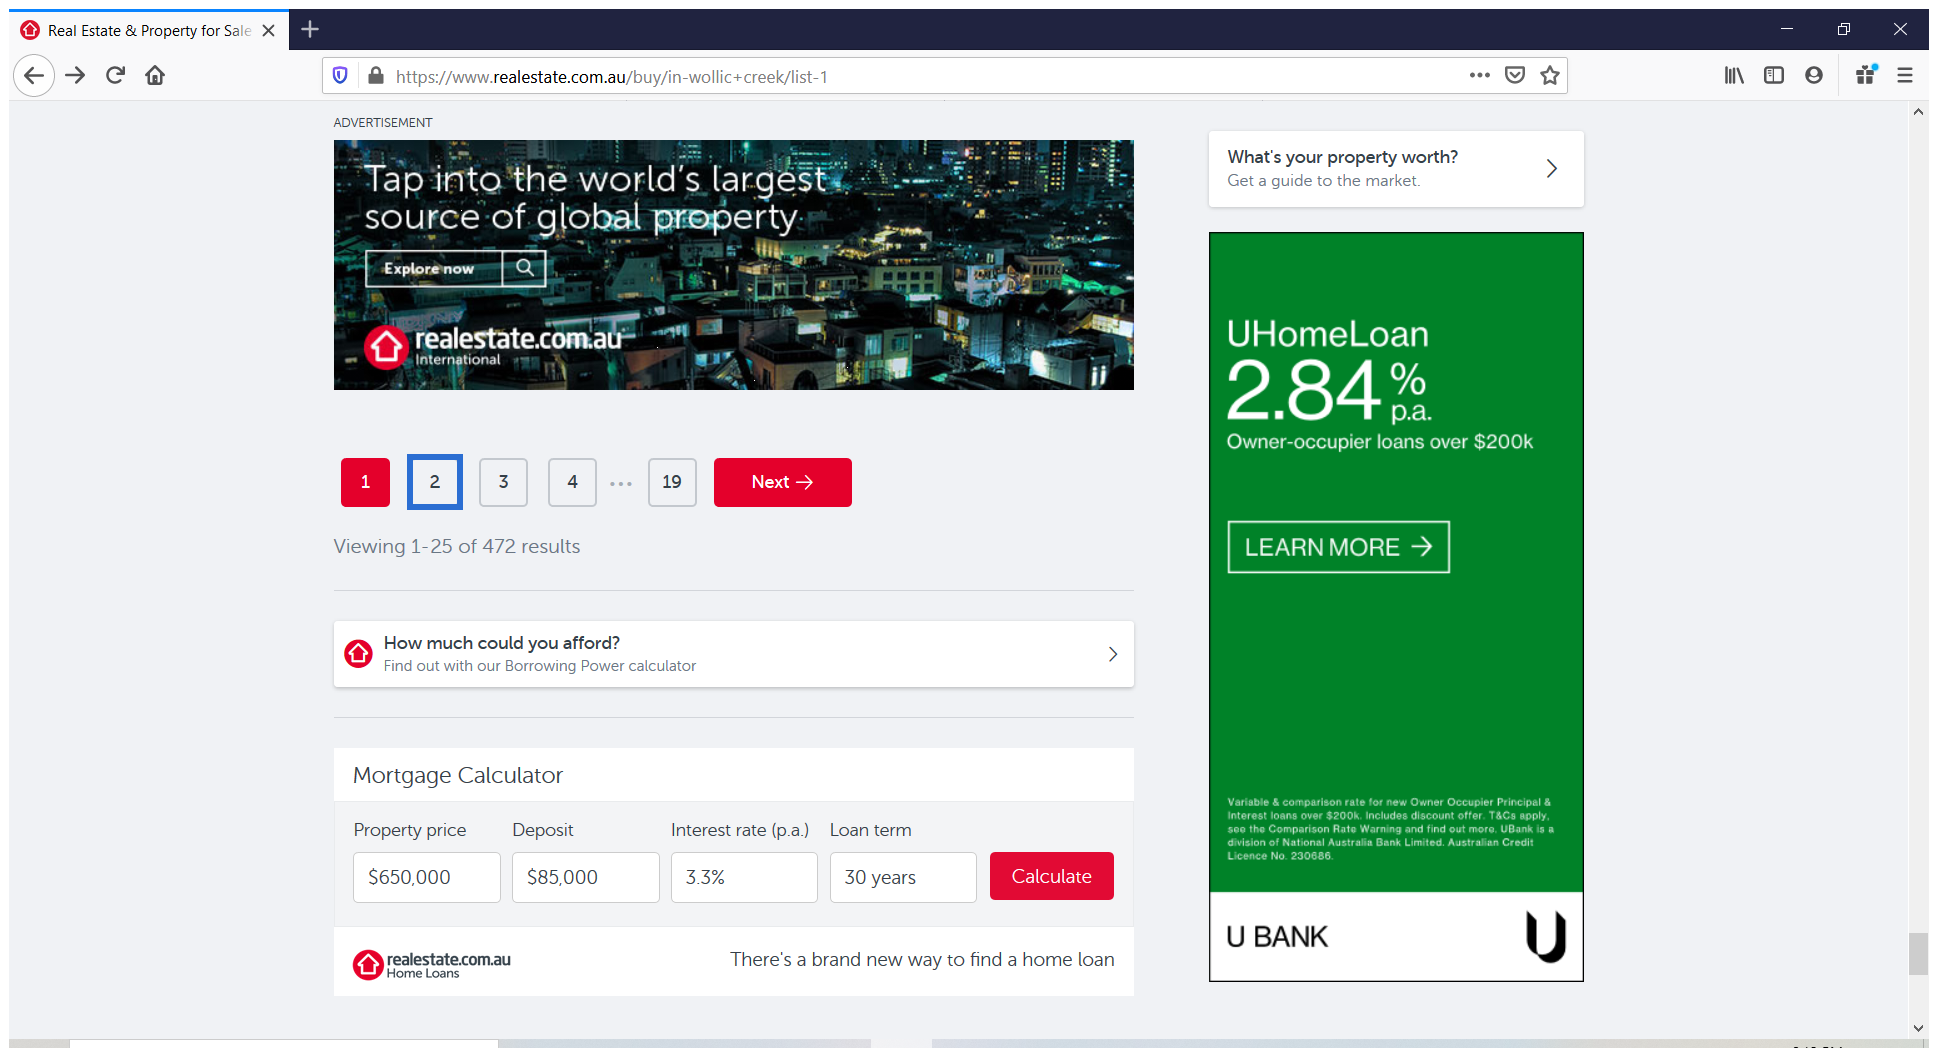 Real Estate & Property for Sale
https://www.realestate.com.au/buy/in-wollic+creek/list-1
ADVERTISEMENT
Tap into the world's largest
source of global property
Explore now
realestate.com.au
International
What's your property worth?
Get a guide to the market.
UHomeLoan
2.84% p.a.
Owner-occupier loans over $200k
LEARN MORE →
1 2 3 4 ... 19 Next →
Viewing 1-25 of 472 results
How much could you afford?
Find out with our Borrowing Power calculator
Mortgage Calculator
Property price Deposit Interest rate (p.a.) Loan term
$650,000 $85,000 3.3% 30 years Calculate
realestate.com.au
Home Loans
There's a brand new way to find a home loan
Variable & comparison rate for new Owner Occupier Principal &
Interest loans over $200k. Includes discount offer. T&Cs apply,
see the Comparison Rate Warning and find out more. UBank is a
division of National Australia Bank Limited. Australian Credit
Licence No. 230686.
U BANK